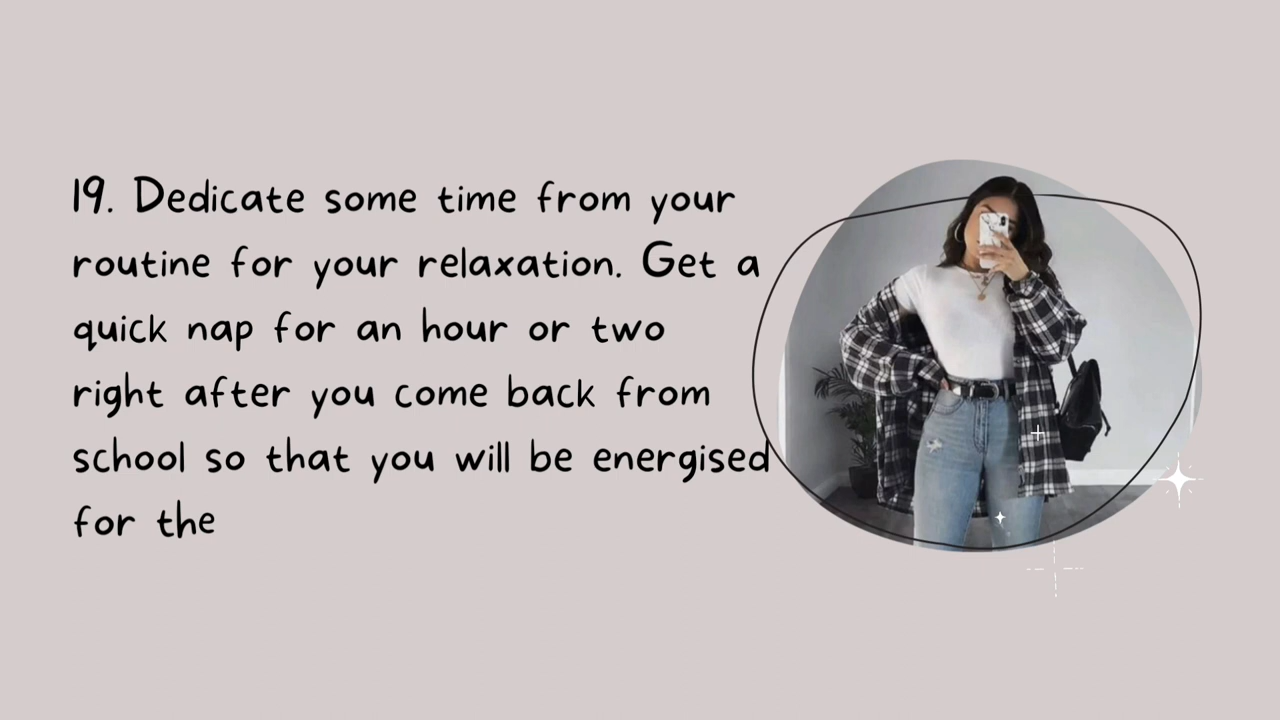 19. Dedicate some time from your
routine for your relaxation. Get a
quick nap for an hour or two
right after you come back from
school so that you will be energised
for the